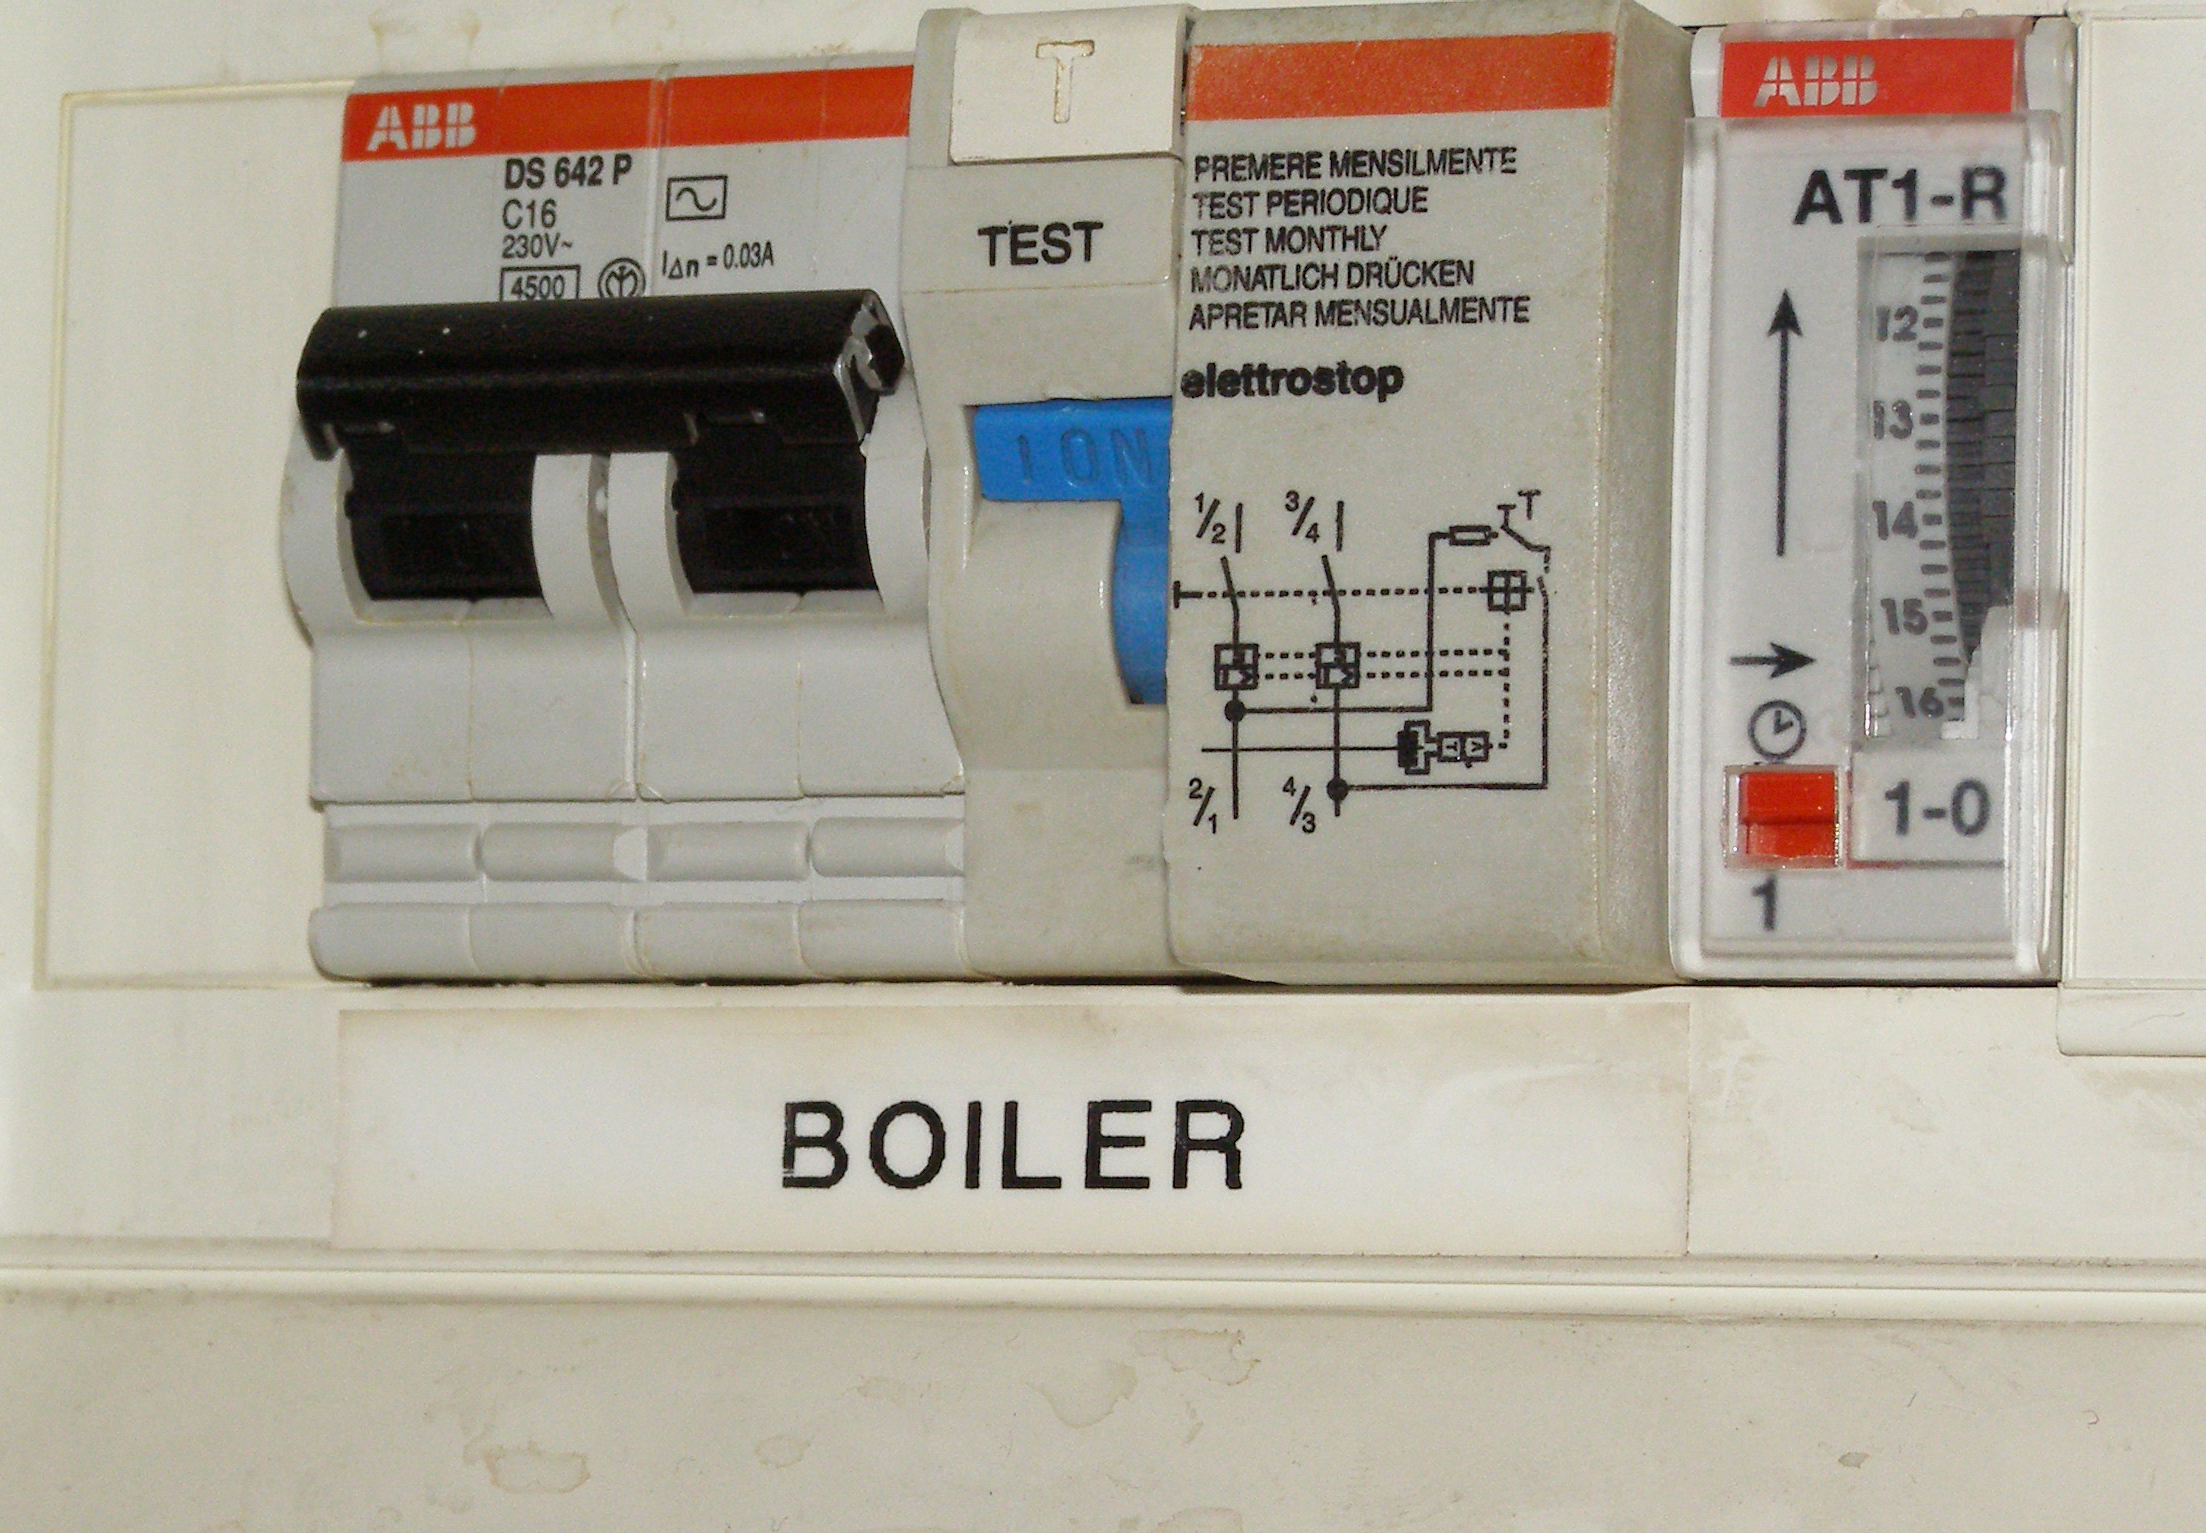 ABB
DS 642 P
C16
230V~
4500
IΔn = 0.03A
T
TEST
I ON
PREMERE MENSILMENTE
TEST PERIODIQUE
TEST MONTHLY
MONATLICH DRÜCKEN
APRETAR MENSUALMENTE
elettrostop
1/2 3/4
T
2/1 4/3
ABB
AT1-R
12
13
14
15
16
1-0
1
BOILER